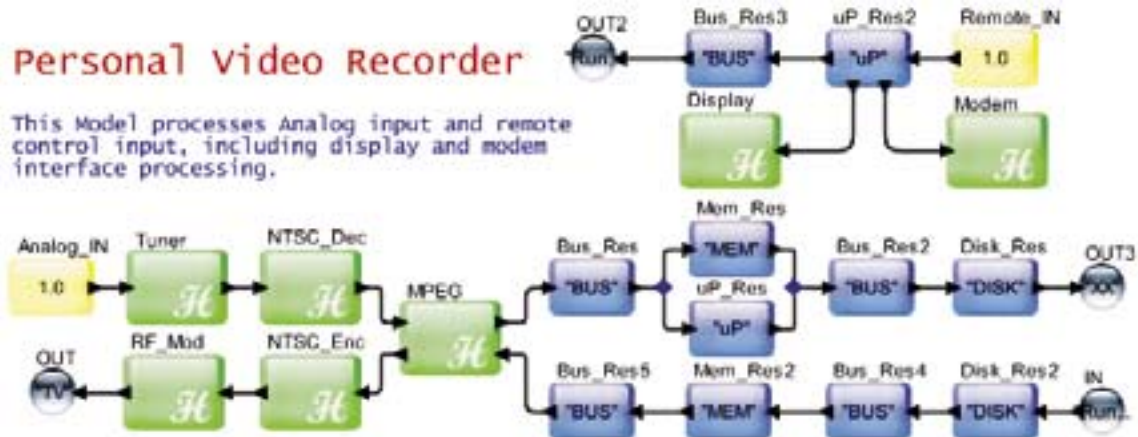 OUT2
Bus_Res3
uP_Res2
Remote_IN
"BUS"
"uP"
1.0
Personal Video Recorder
Display
Modem
This Model processes Analog input and remote
control input, including display and modem
interface processing.
Mem_Res
Analog_IN
Tuner
NTSC_Dec
Bus_Res
"MEM"
Bus_Res2
Disk_Res
OUT3
1.0
MPEG
"BUS"
uP_Res
"BUS"
"DISK"
"uP"
OUT
RF_Mod
NTSC_Enc
Bus_Res5
Mem_Res2
Bus_Res4
Disk_Res2
IN
"BUS"
"MEM"
"BUS"
"DISK"